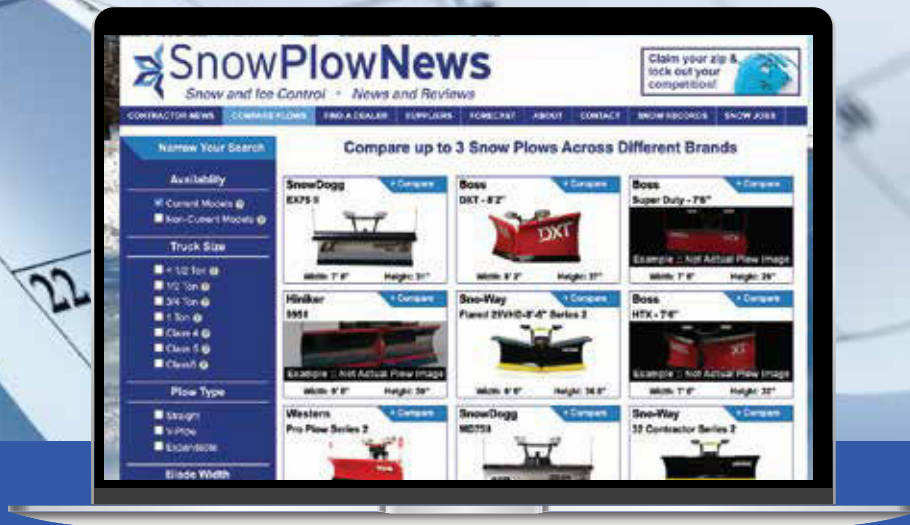 SnowPlowNews
Snow and Ice Control • News and Reviews
Claim your zip &
lock out your
competition!
CONTRACTOR NEWS COMPARE PLOWS FIND A DEALER SUPPLIERS FORECAST ABOUT CONTACT SNOW RECORDS SNOW JOBS
Narrow Your Search
Availability
Current Models
Non-Current Models
Truck Size
< 1/2 Ton
1/2 Ton
3/4 Ton
1 Ton
Class 4
Class 5
Class 6
Plow Type
Straight
V-Plow
Expandable
Blade Width
Compare up to 3 Snow Plows Across Different Brands
SnowDogg + Compare
EX75 II
Width: 7' 6" Height: 31"
Boss + Compare
DXT - 8'2"
DXT
Width: 8' 2" Height: 37"
Boss + Compare
Super Duty - 7'6"
Example :: Not Actual Plow Image
Width: 7' 6" Height: 29"
Hiniker + Compare
Example :: Not Actual Plow Image
Sno-Way + Compare
Flared 29VHD-8'-6" Series 2
Width: 8' 6"
Boss + Compare
HTX - 7'6"
Example :: Not Actual Plow Image
Width: 7' 6"
Western + Compare
Pro Plow Series 2
SnowDogg + Compare
MD75II
Sno-Way + Compare
32 Contractor Series 2
22